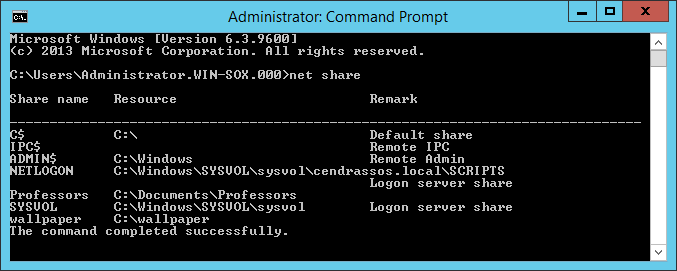 Administrator: Command Prompt
Microsoft Windows [Version 6.3.9600]
(c) 2013 Microsoft Corporation. All rights reserved.
C:\Users\Administrator.WIN-SOX.000>net share
Share name   Resource                        Remark
-------------------------------------------------------------------------------
C$           C:\                             Default share
IPC$                                         Remote IPC
ADMIN$       C:\Windows                      Remote Admin
NETLOGON     C:\Windows\SYSVOL\sysvol\cendrassos.local\SCRIPTS
                                             Logon server share
Professors   C:\Documents\Professors
SYSVOL       C:\Windows\SYSVOL\sysvol        Logon server share
wallpaper    C:\wallpaper
The command completed successfully.